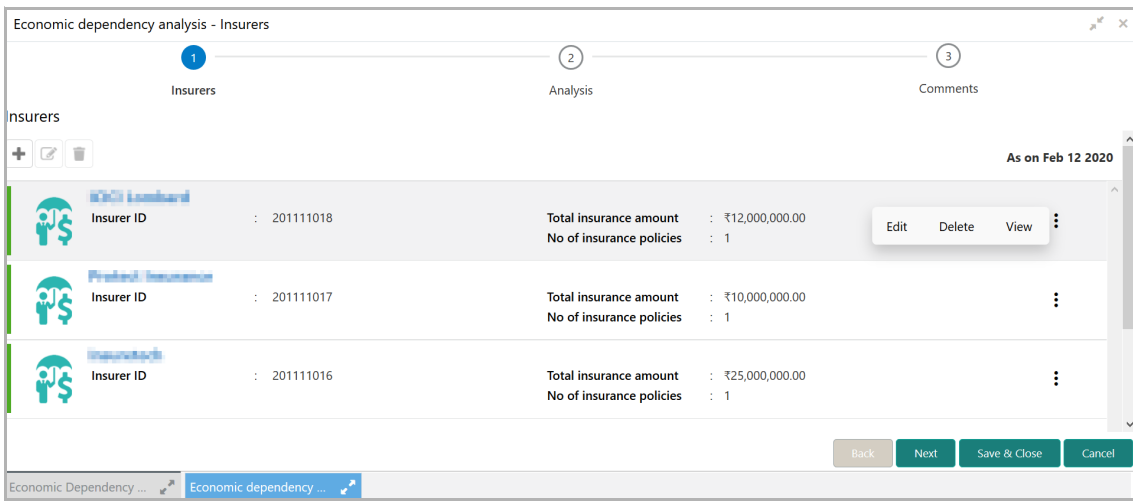 Economic dependency analysis - Insurers
1 2 3
Insurers Analysis Comments
Insurers
As on Feb 12 2020
Insurer ID : 201111018 Total insurance amount : ₹12,000,000.00
No of insurance policies : 1
Edit Delete View
Insurer ID : 201111017 Total insurance amount : ₹10,000,000.00
No of insurance policies : 1
Insurer ID : 201111016 Total insurance amount : ₹25,000,000.00
No of insurance policies : 1
Back Next Save & Close Cancel
Economic Dependency ... Economic dependency ...